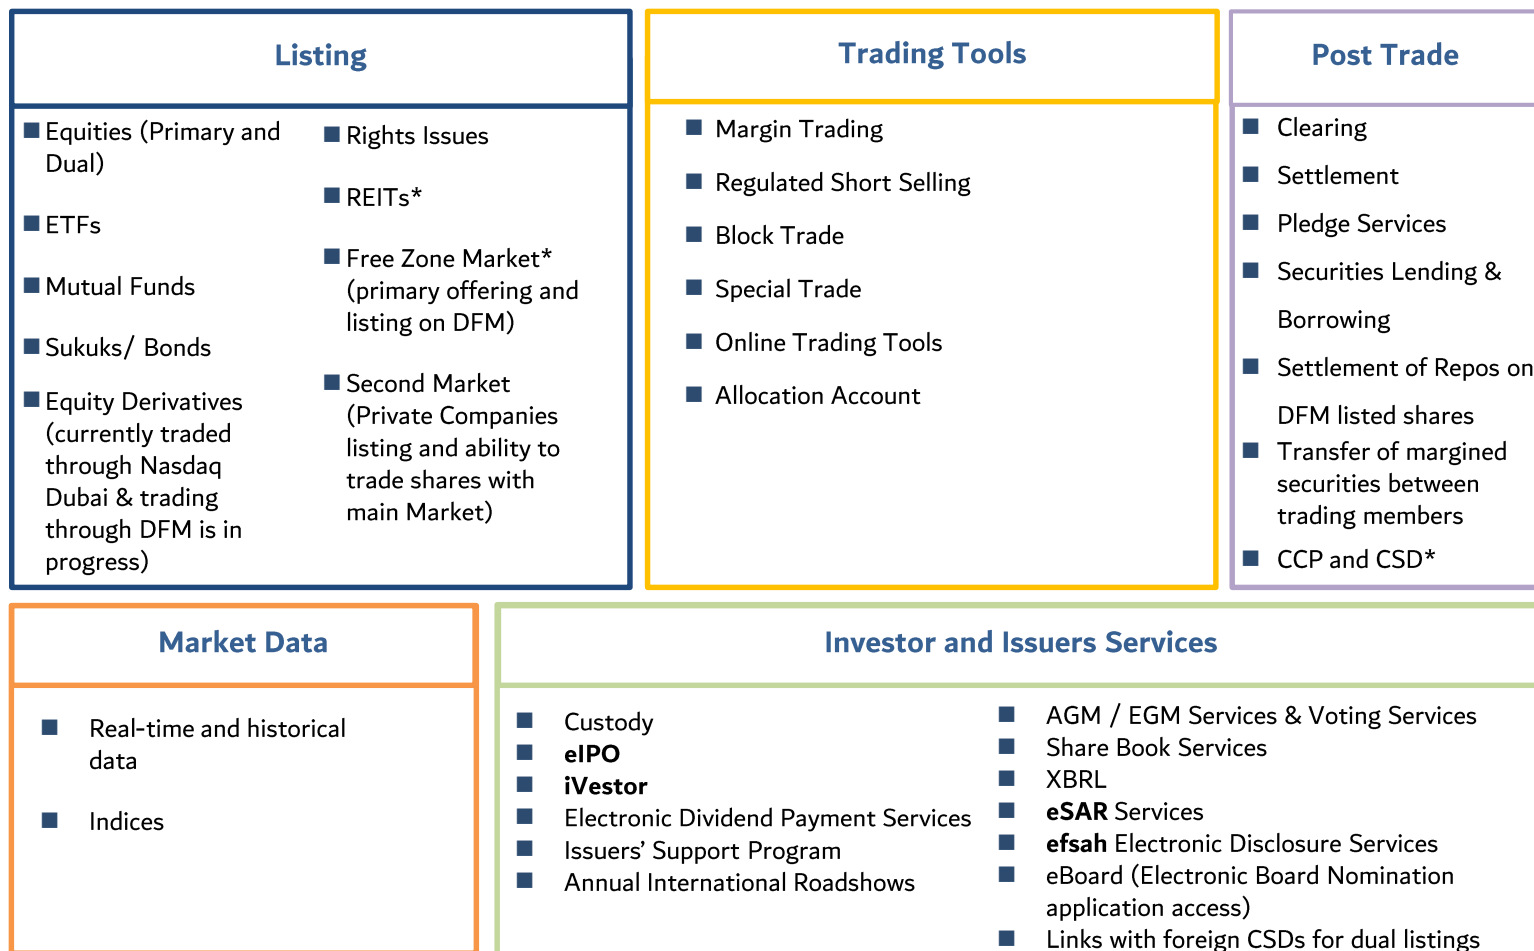 Listing
Equities (Primary and
Dual)
ETFs
Mutual Funds
Sukuks/ Bonds
Equity Derivatives
(currently traded
through Nasdaq
Dubai & trading
through DFM is in
progress)
Rights Issues
REITs*
Free Zone Market*
(primary offering and
listing on DFM)
Second Market
(Private Companies
listing and ability to
trade shares with
main Market)
Trading Tools
Margin Trading
Regulated Short Selling
Block Trade
Special Trade
Online Trading Tools
Allocation Account
Post Trade
Clearing
Settlement
Pledge Services
Securities Lending &
Borrowing
Settlement of Repos on
DFM listed shares
Transfer of margined
securities between
trading members
CCP and CSD*
Market Data
Real-time and historical
data
Indices
Investor and Issuers Services
Custody
eIPO
iVestor
Electronic Dividend Payment Services
Issuers’ Support Program
Annual International Roadshows
AGM / EGM Services & Voting Services
Share Book Services
XBRL
eSAR Services
efsah Electronic Disclosure Services
eBoard (Electronic Board Nomination
application access)
Links with foreign CSDs for dual listings